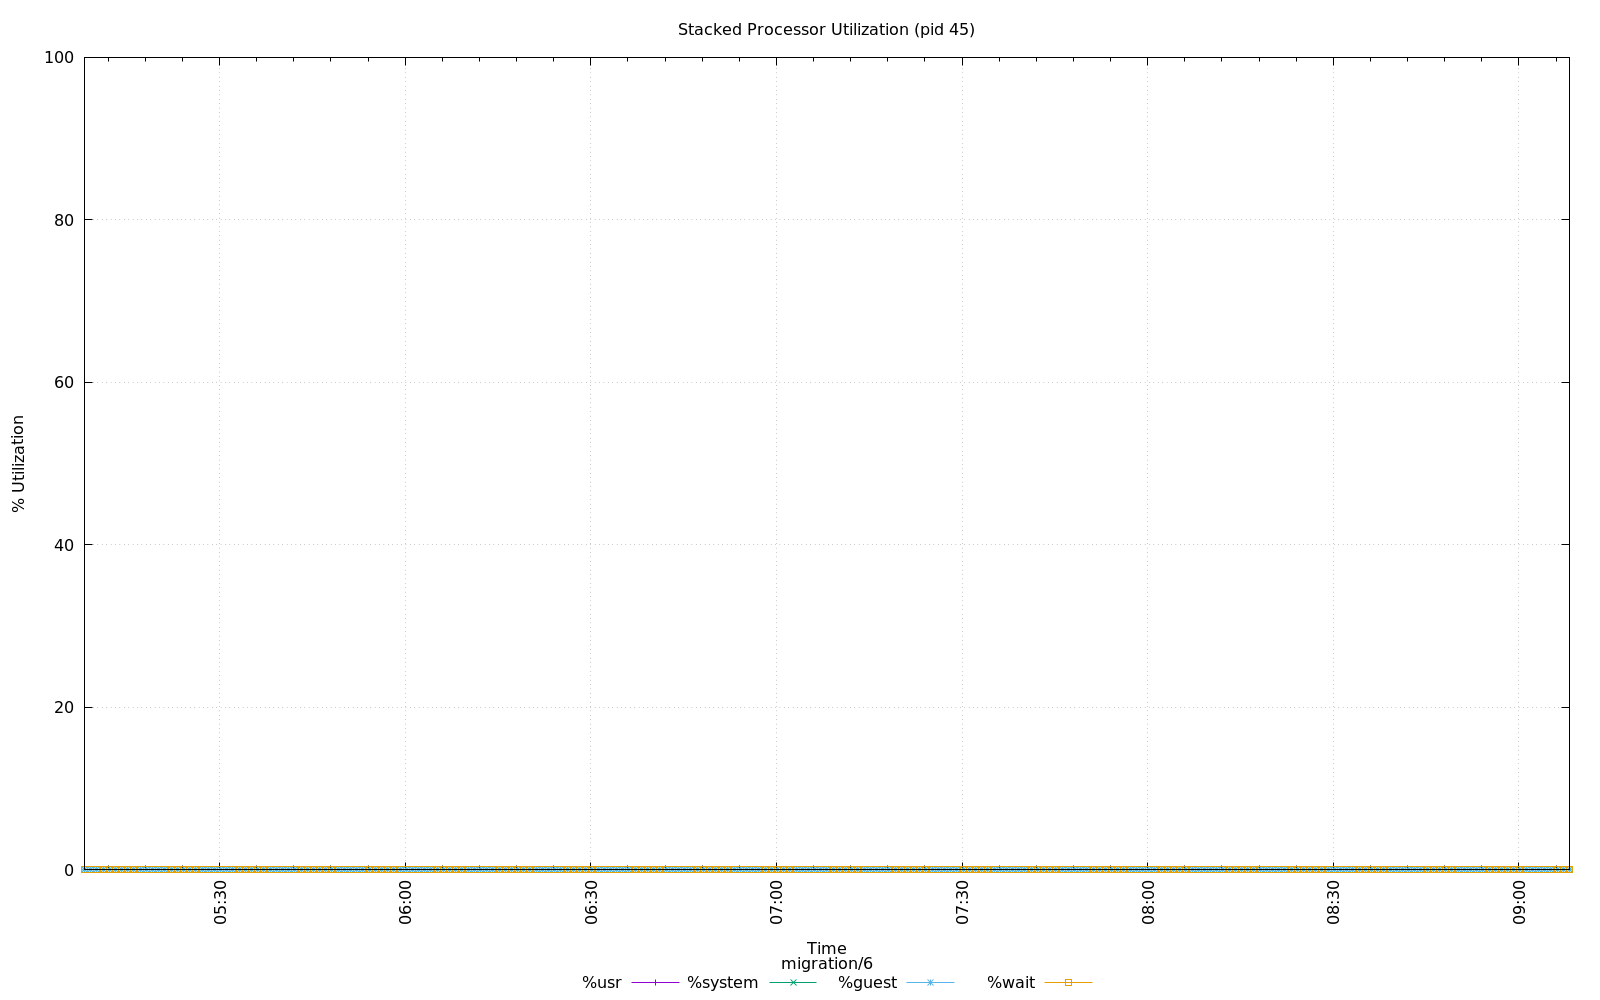 Stacked Processor Utilization (pid 45)
100
80
60
40
20
0
% Utilization
05:30
06:00
06:30
07:00
07:30
08:00
08:30
09:00
Time
migration/6
%usr
%system
%guest
%wait